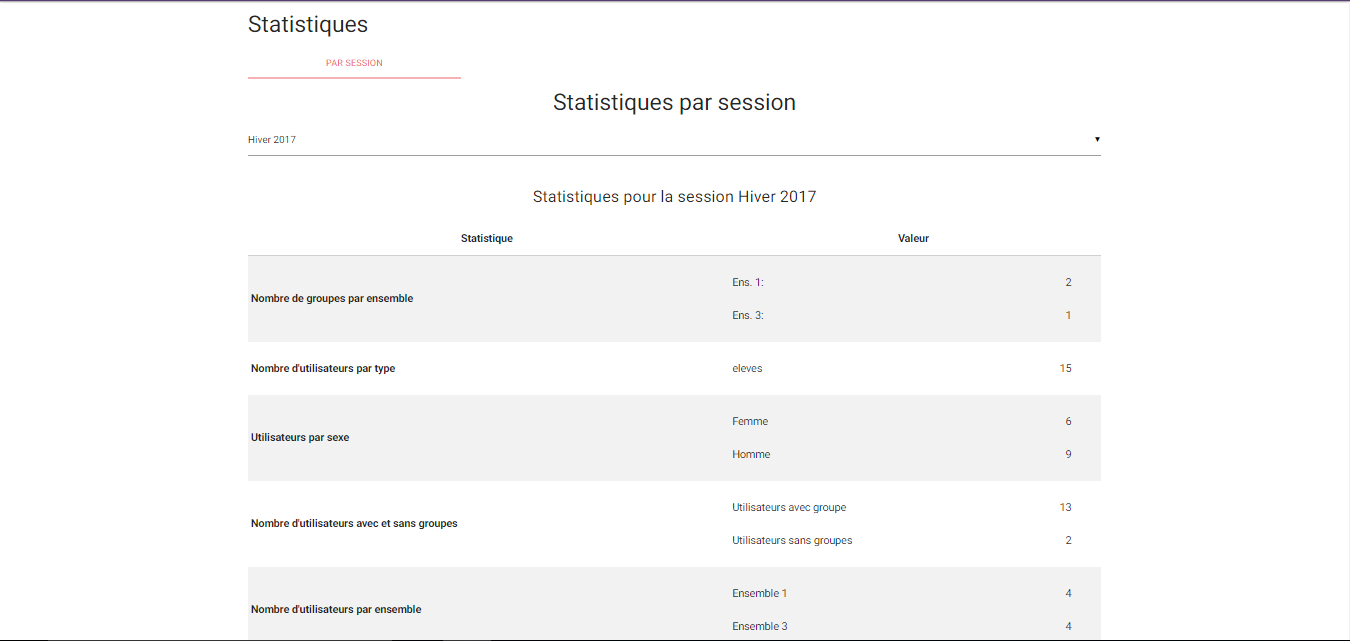 Statistiques
PAR SESSION
Statistiques par session
Hiver 2017 ▼
Statistiques pour la session Hiver 2017
Statistique Valeur
Nombre de groupes par ensemble
Ens. 1: 2
Ens. 3: 1
Nombre d'utilisateurs par type eleves 15
Utilisateurs par sexe
Femme 6
Homme 9
Nombre d'utilisateurs avec et sans groupes
Utilisateurs avec groupe 13
Utilisateurs sans groupes 2
Nombre d'utilisateurs par ensemble
Ensemble 1 4
Ensemble 3 4